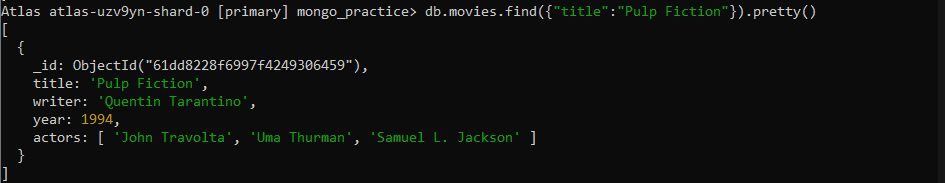 Atlas atlas-uzv9yn-shard-0 [primary] mongo_practice> db.movies.find({"title":"Pulp Fiction"}).pretty()
[
  {
    _id: ObjectId("61dd8228f6997f4249306459"),
    title: 'Pulp Fiction',
    writer: 'Quentin Tarantino',
    year: 1994,
    actors: [ 'John Travolta', 'Uma Thurman', 'Samuel L. Jackson' ]
  }
]